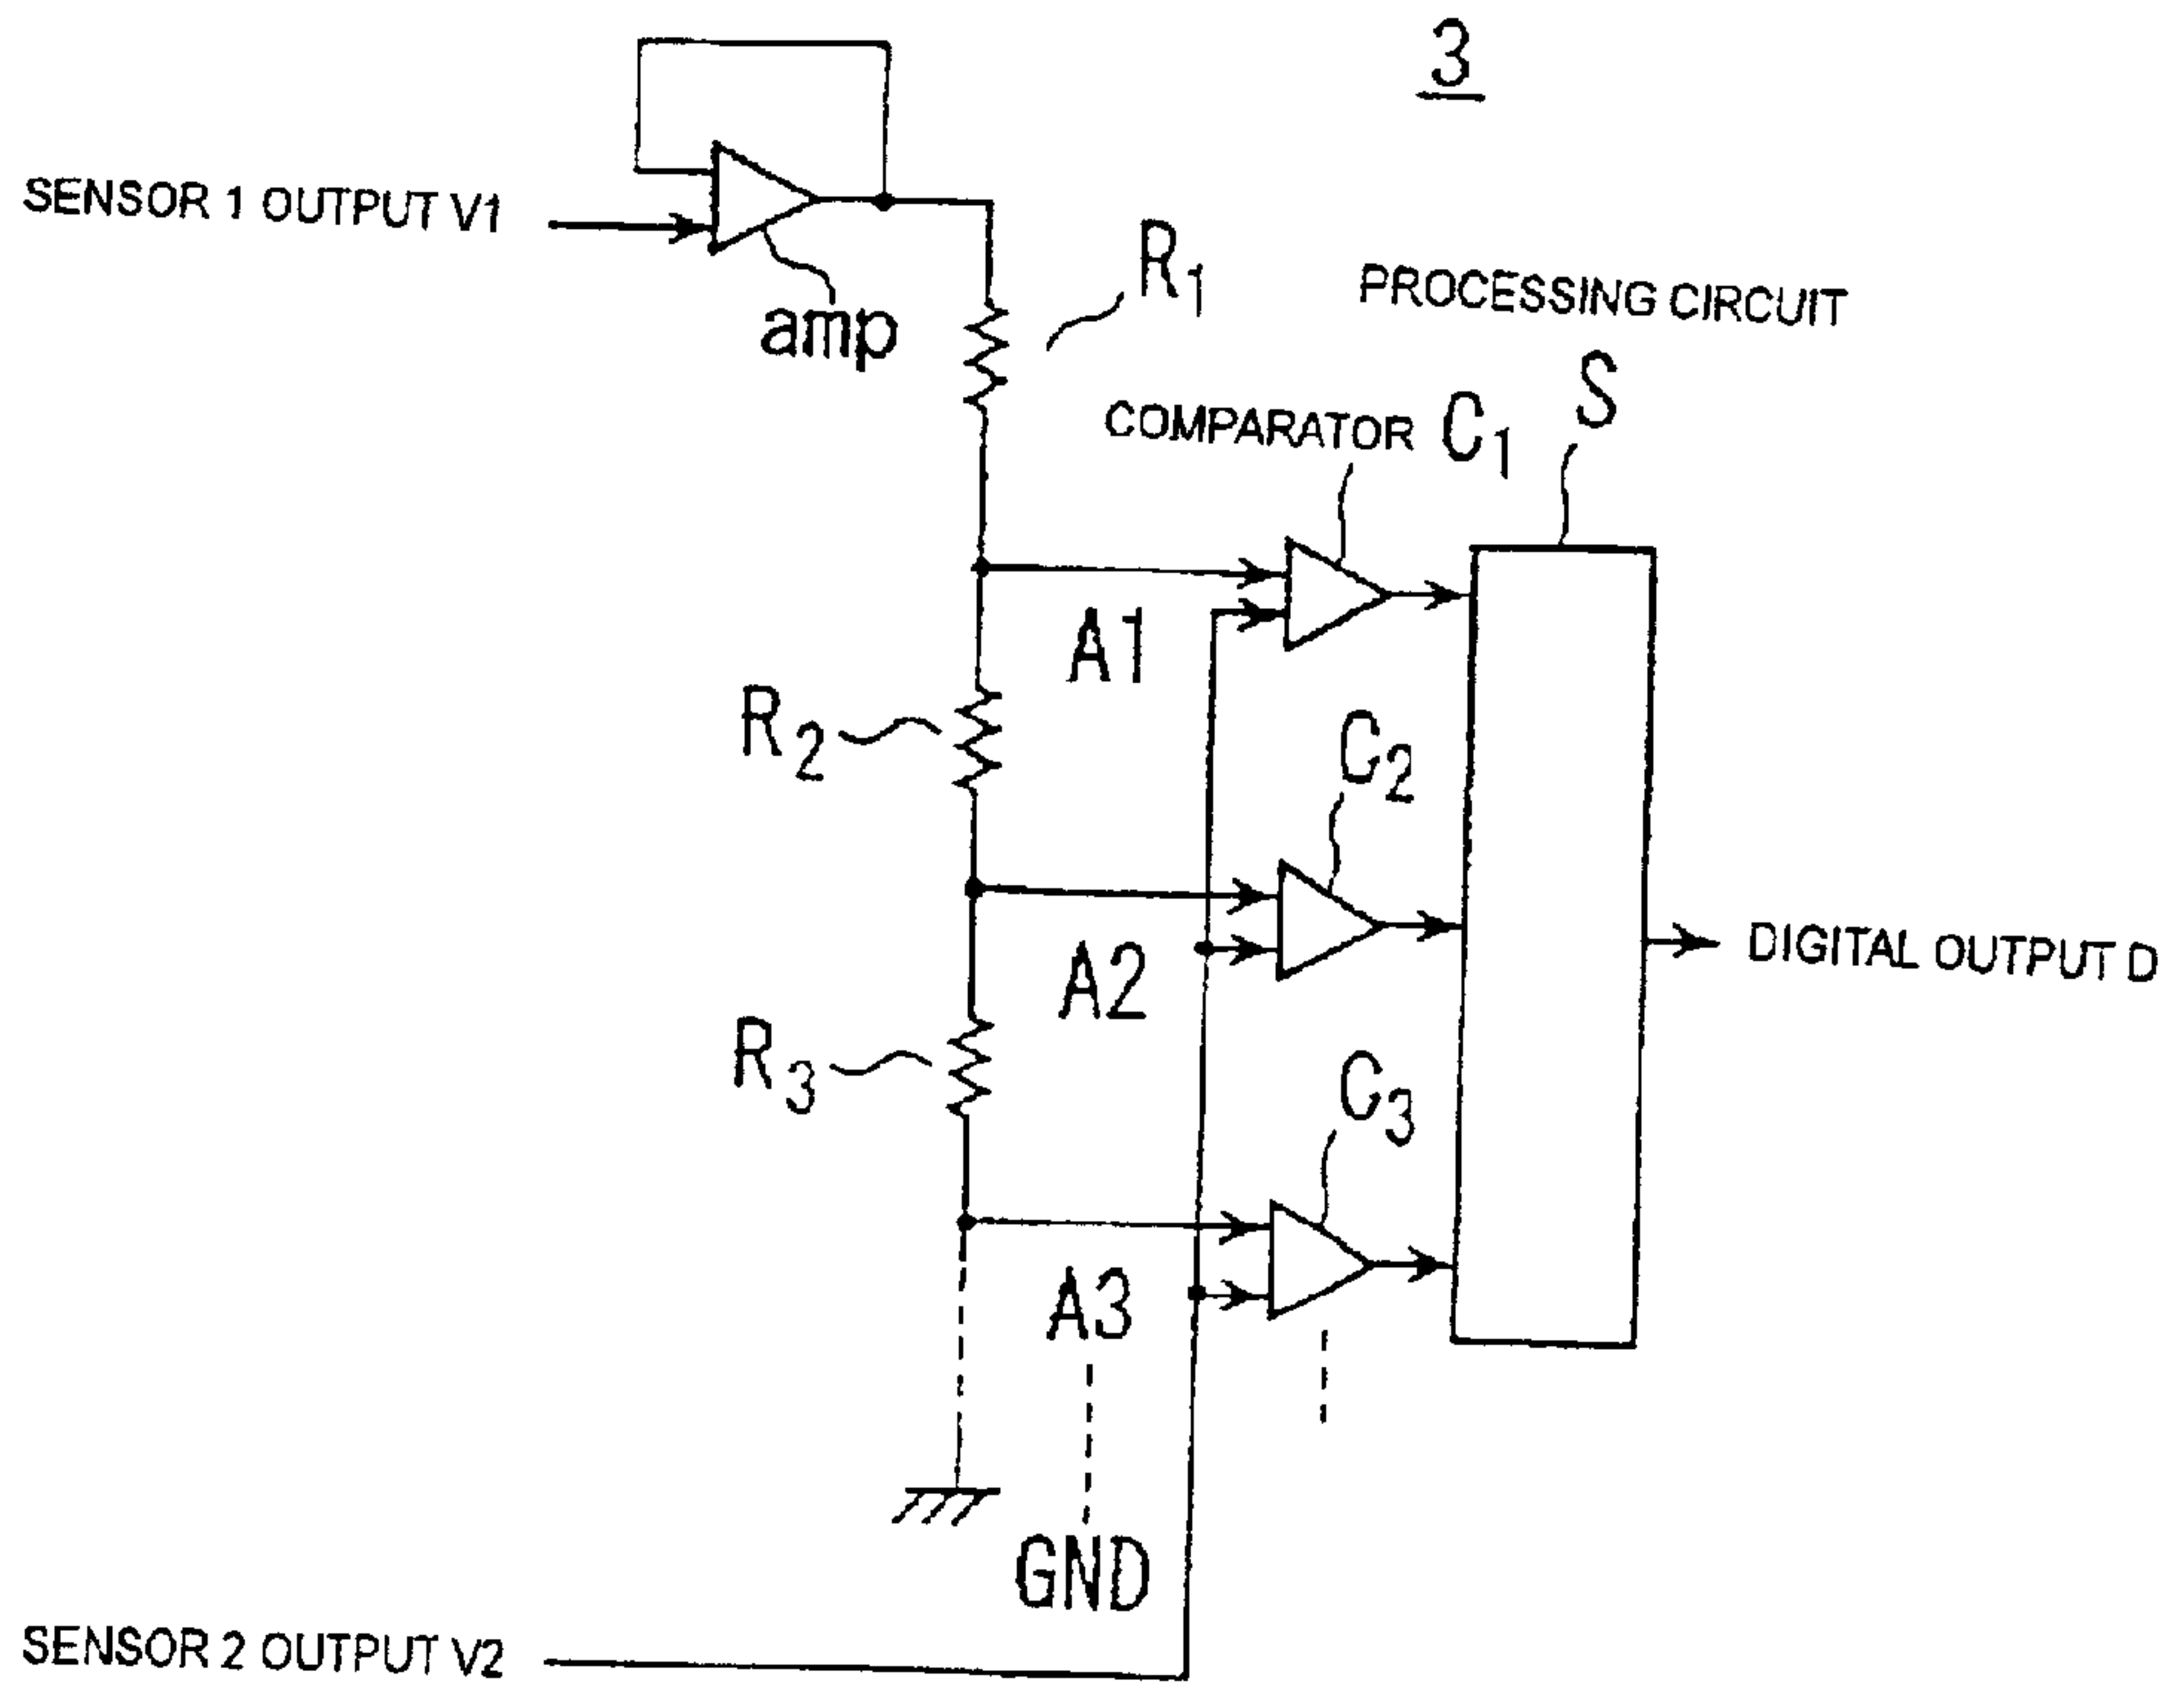 3
SENSOR 1 OUTPUT V1
amp
R1
PROCESSING CIRCUIT
S
COMPARATOR C1
A1
R2
C2
DIGITAL OUTPUT D
A2
R3
C3
A3
GND
SENSOR 2 OUTPUT V2